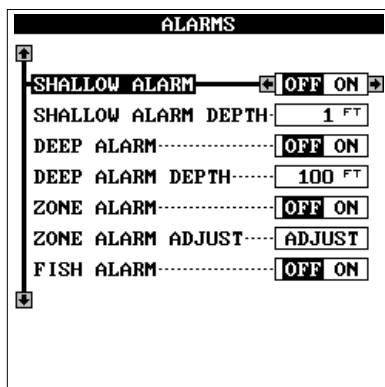 ALARMS
SHALLOW ALARM OFF ON
SHALLOW ALARM DEPTH 1 FT
DEEP ALARM OFF ON
DEEP ALARM DEPTH 100 FT
ZONE ALARM OFF ON
ZONE ALARM ADJUST ADJUST
FISH ALARM OFF ON